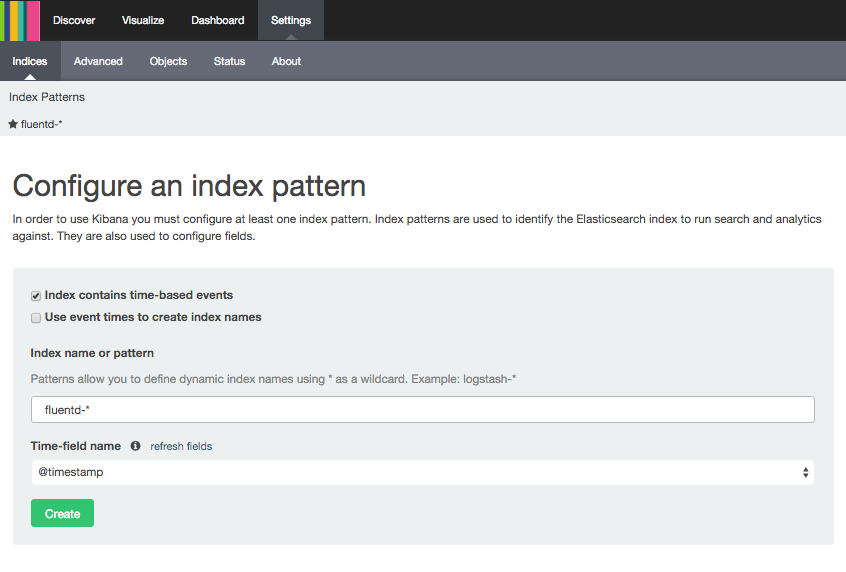 Discover Visualize Dashboard Settings
Indices Advanced Objects Status About
Index Patterns
fluentd-*
Configure an index pattern
In order to use Kibana you must configure at least one index pattern. Index patterns are used to identify the Elasticsearch index to run search and analytics
against. They are also used to configure fields.
Index contains time-based events
Use event times to create index names
Index name or pattern
Patterns allow you to define dynamic index names using * as a wildcard. Example: logstash-*
fluentd-*
Time-field name refresh fields
@timestamp
Create